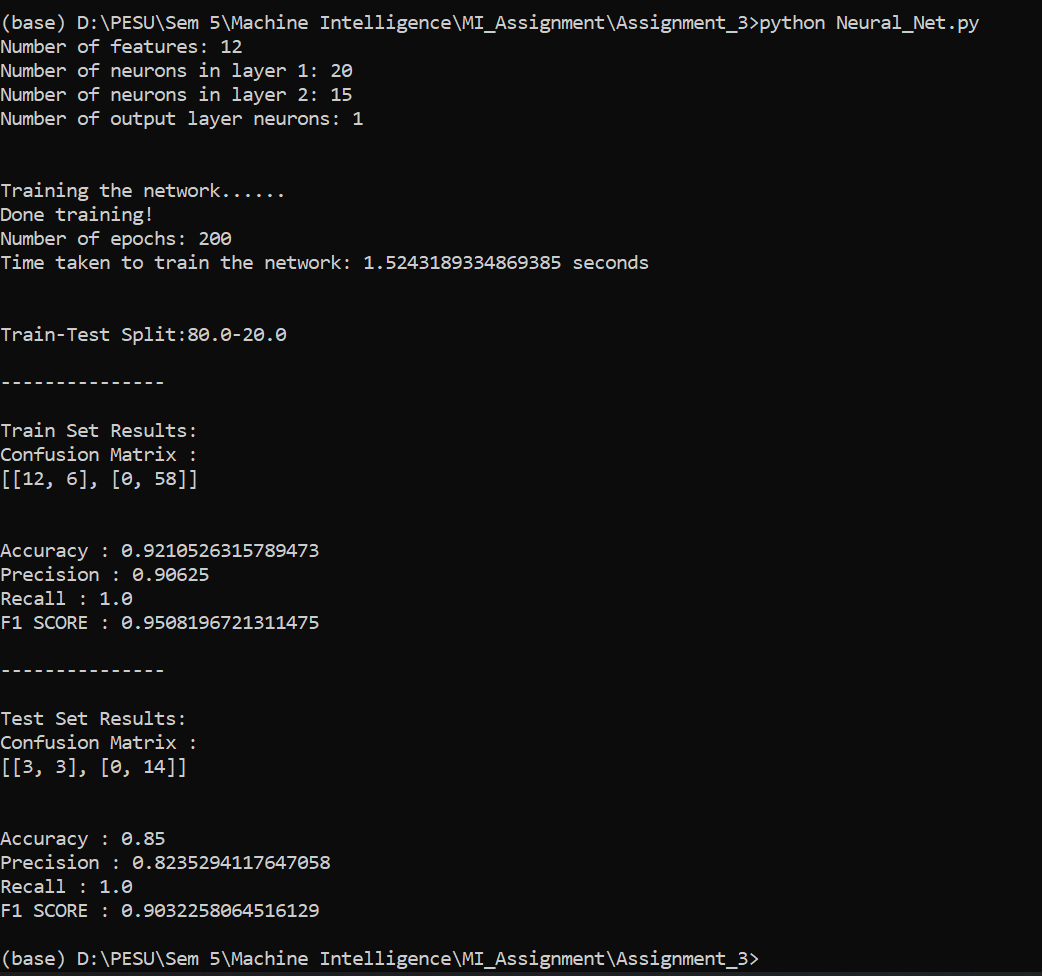 (base) D:\PESU\Sem 5\Machine Intelligence\MI_Assignment\Assignment_3>python Neural_Net.py
Number of features: 12
Number of neurons in layer 1: 20
Number of neurons in layer 2: 15
Number of output layer neurons: 1
Training the network......
Done training!
Number of epochs: 200
Time taken to train the network: 1.5243189334869385 seconds
Train-Test Split:80.0-20.0
---------------
Train Set Results:
Confusion Matrix :
[[12, 6], [0, 58]]
Accuracy : 0.9210526315789473
Precision : 0.90625
Recall : 1.0
F1 SCORE : 0.9508196721311475
---------------
Test Set Results:
Confusion Matrix :
[[3, 3], [0, 14]]
Accuracy : 0.85
Precision : 0.8235294117647058
Recall : 1.0
F1 SCORE : 0.9032258064516129
(base) D:\PESU\Sem 5\Machine Intelligence\MI_Assignment\Assignment_3>